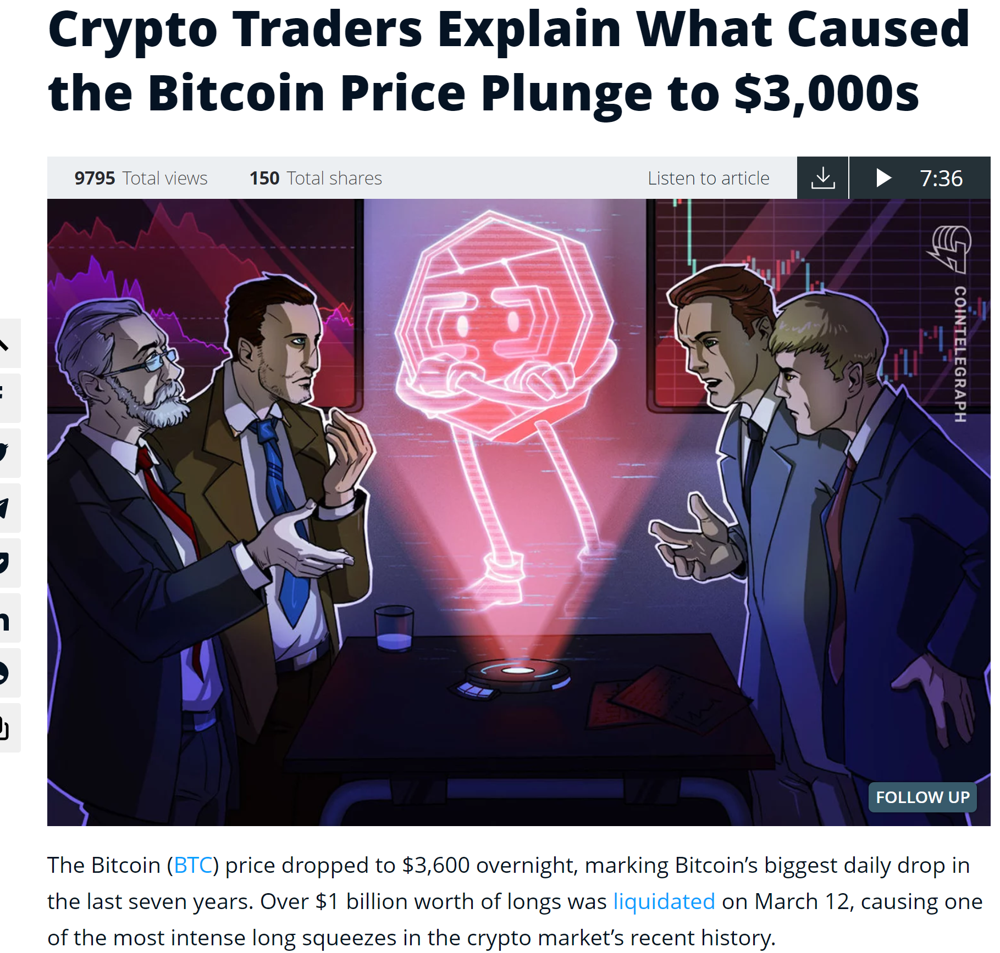 Crypto Traders Explain What Caused
the Bitcoin Price Plunge to $3,000s
9795 Total views 150 Total shares Listen to article 7:36
COINTELEGRAPH
FOLLOW UP
The Bitcoin (BTC) price dropped to $3,600 overnight, marking Bitcoin’s biggest daily drop in
the last seven years. Over $1 billion worth of longs was liquidated on March 12, causing one
of the most intense long squeezes in the crypto market’s recent history.